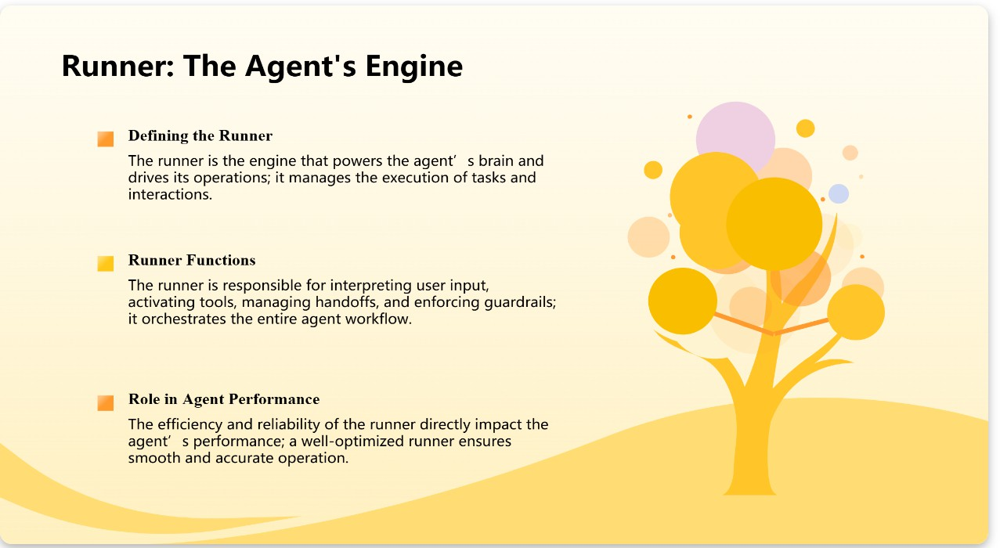 Runner: The Agent's Engine
Defining the Runner
The runner is the engine that powers the agent’s brain and
drives its operations; it manages the execution of tasks and
interactions.
Runner Functions
The runner is responsible for interpreting user input,
activating tools, managing handoffs, and enforcing guardrails;
it orchestrates the entire agent workflow.
Role in Agent Performance
The efficiency and reliability of the runner directly impact the
agent’s performance; a well-optimized runner ensures
smooth and accurate operation.